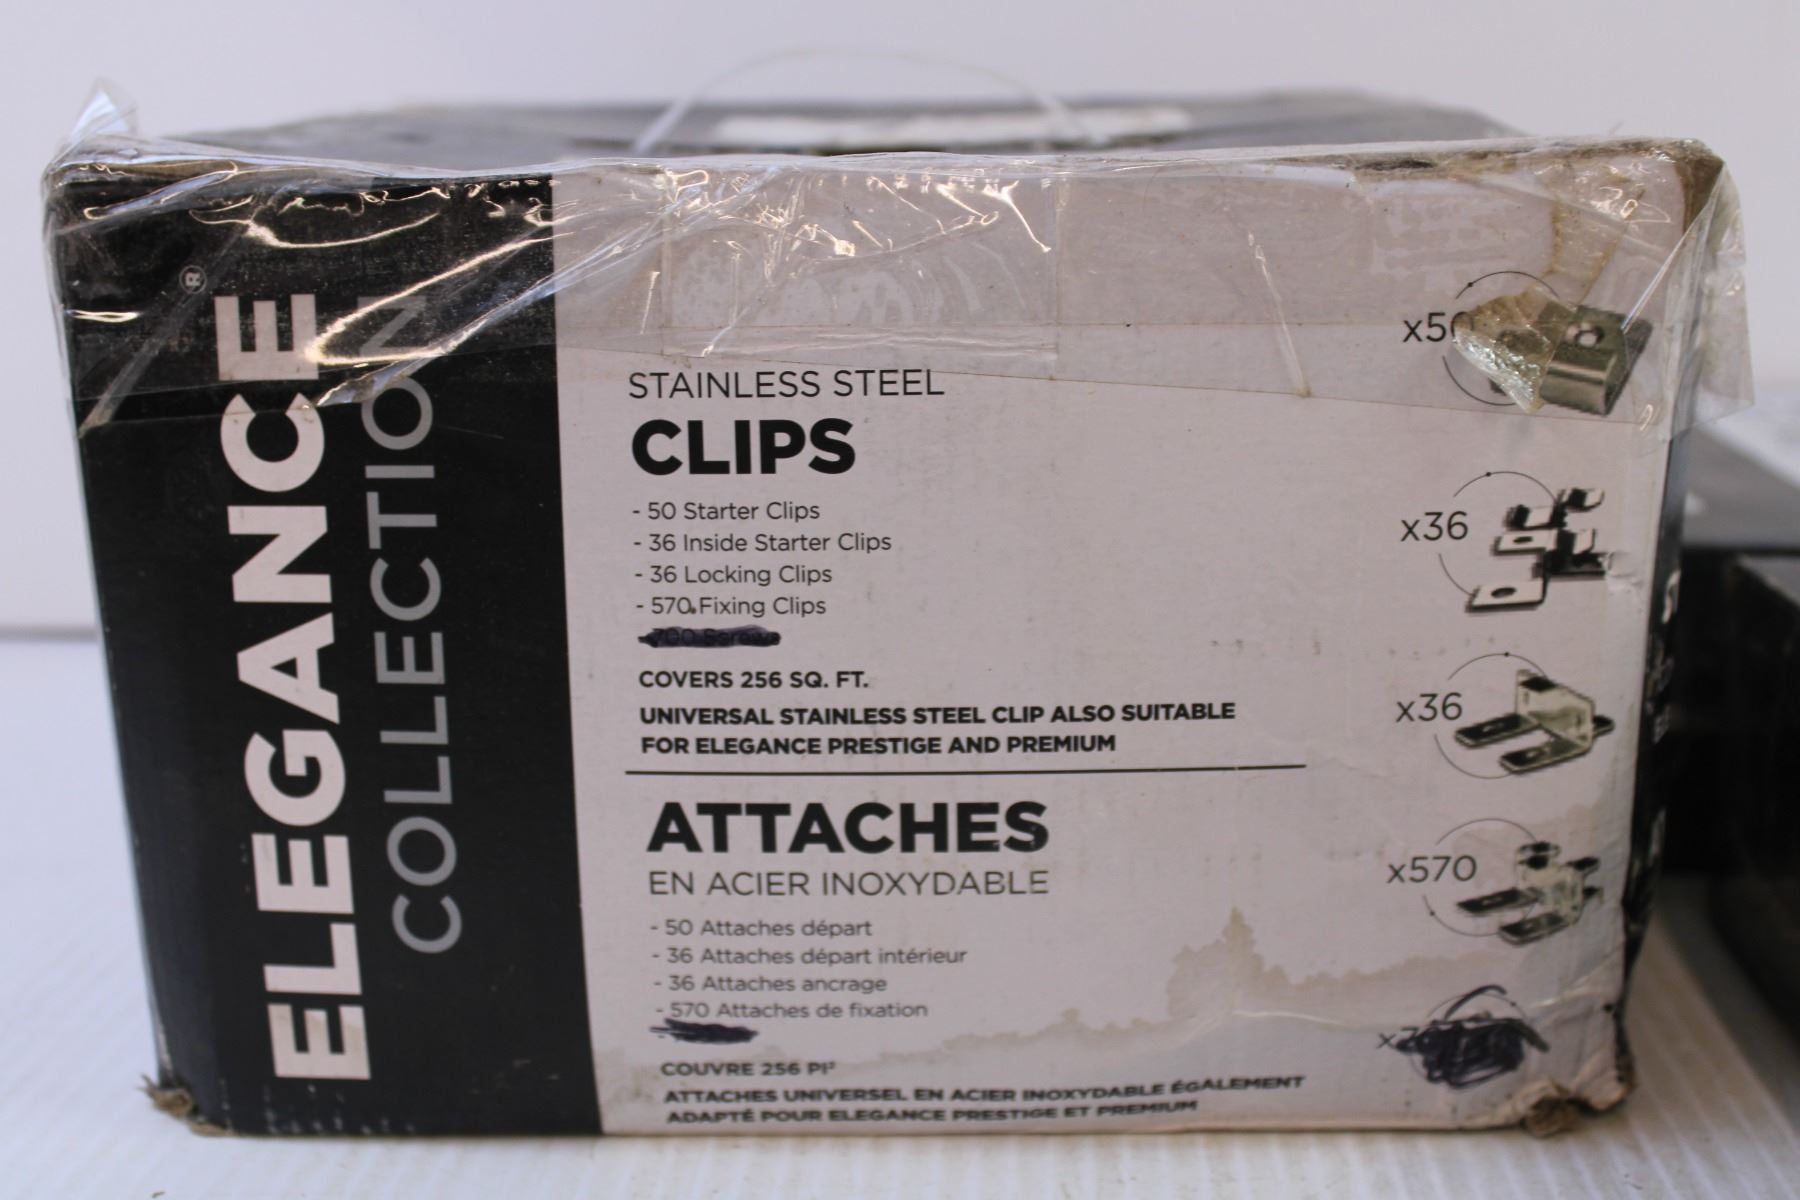 ELEGANCE®
COLLECTION
STAINLESS STEEL
CLIPS
- 50 Starter Clips
- 36 Inside Starter Clips
- 36 Locking Clips
- 570 Fixing Clips
- 700 Screws
COVERS 256 SQ. FT.
UNIVERSAL STAINLESS STEEL CLIP ALSO SUITABLE
FOR ELEGANCE PRESTIGE AND PREMIUM
ATTACHES
EN ACIER INOXYDABLE
- 50 Attaches départ
- 36 Attaches départ intérieur
- 36 Attaches ancrage
- 570 Attaches de fixation
COUVRE 256 PI²
ATTACHES UNIVERSEL EN ACIER INOXYDABLE ÉGALEMENT
ADAPTÉ POUR ELEGANCE PRESTIGE ET PREMIUM
x50
x36
x36
x570